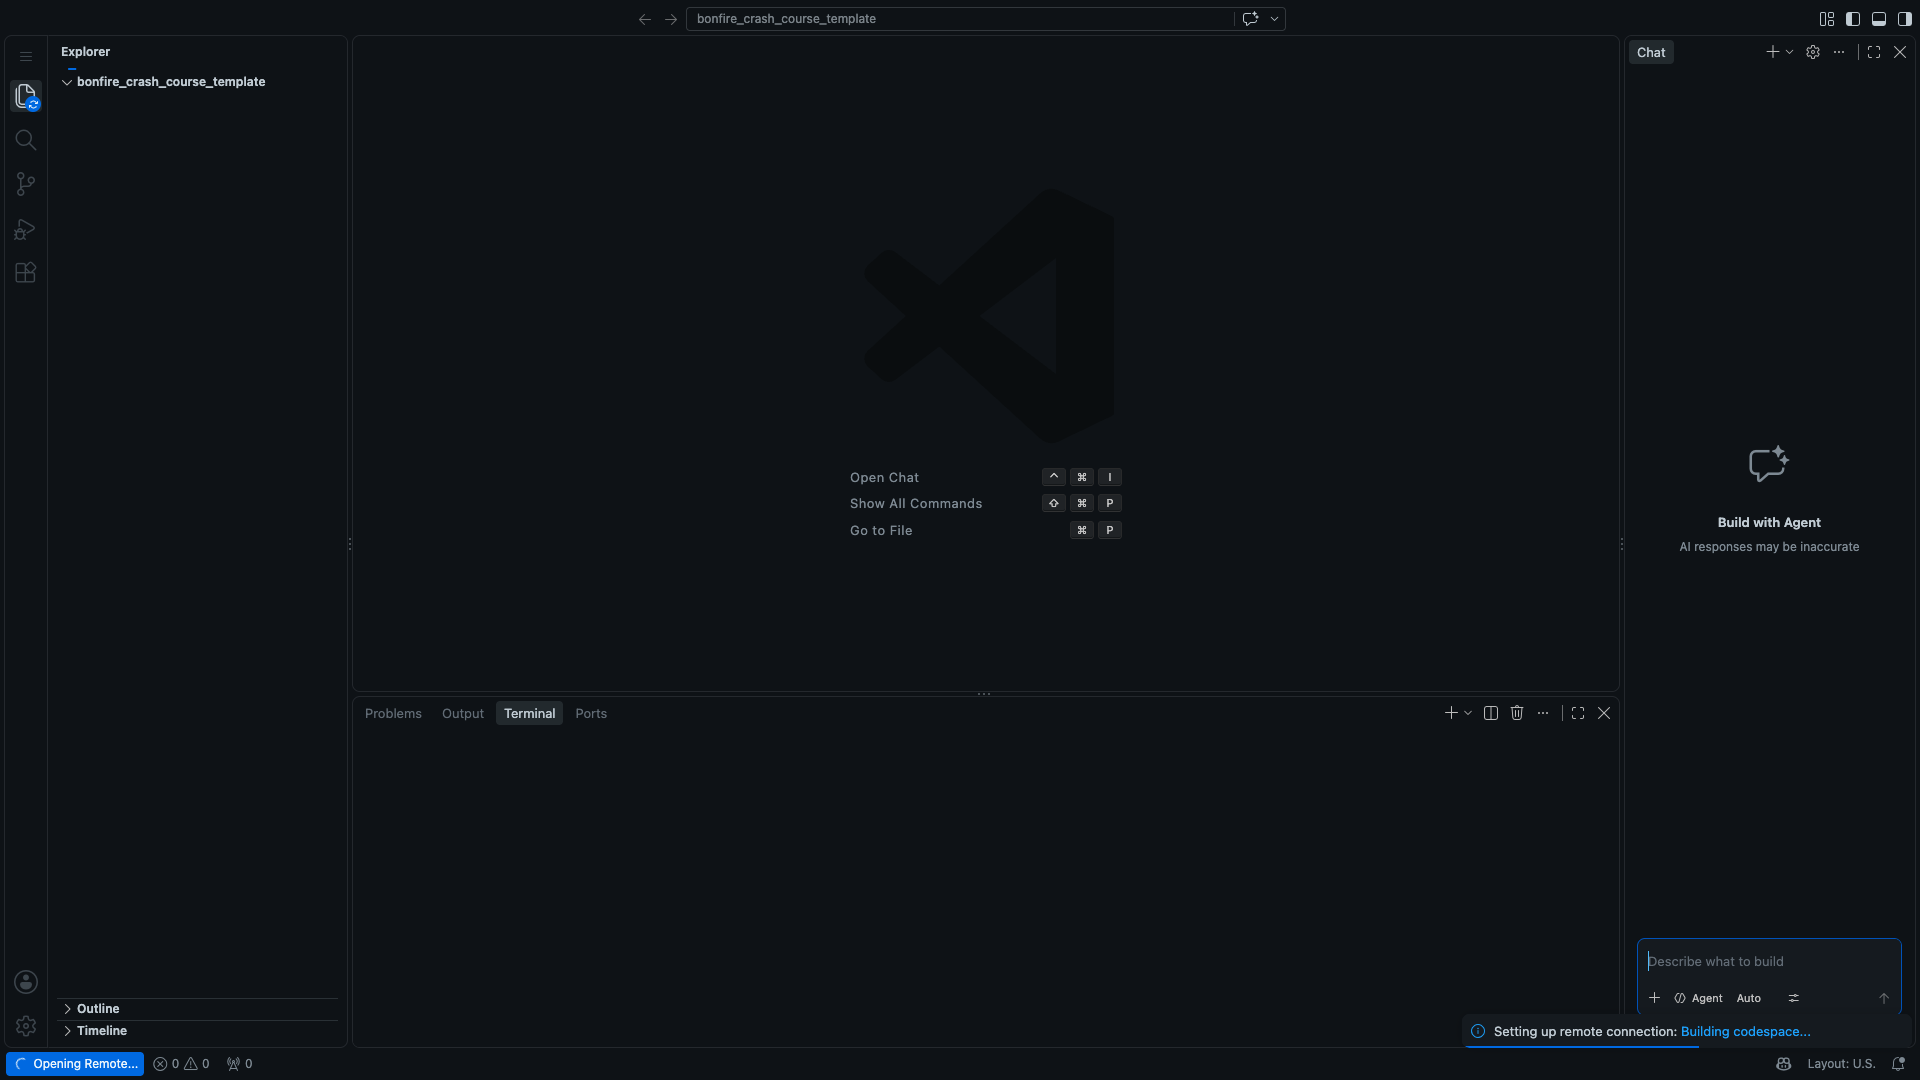 bonfire_crash_course_template
Explorer
bonfire_crash_course_template
Open Chat ⌃ ⌘ I
Show All Commands ⇧ ⌘ P
Go to File ⌘ P
Problems Output Terminal Ports
Outline
Timeline
Chat
Build with Agent
AI responses may be inaccurate
Describe what to build
Agent Auto
Setting up remote connection: Building codespace...
Opening Remote... 0 0 0
Layout: U.S.